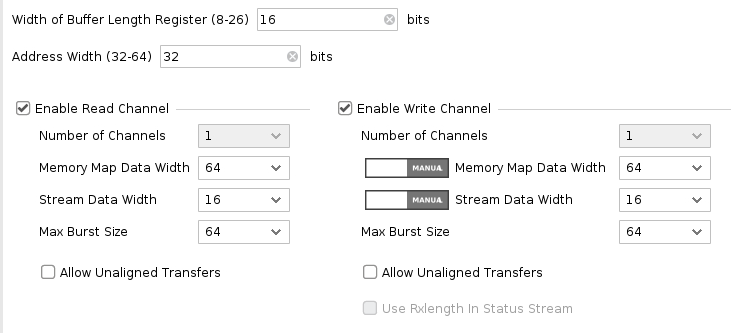 Width of Buffer Length Register (8-26) 16 bits
Address Width (32-64) 32 bits
Enable Read Channel Enable Write Channel
Number of Channels 1 Number of Channels 1
Memory Map Data Width 64 MANUAL Memory Map Data Width 64
Stream Data Width 16 MANUAL Stream Data Width 16
Max Burst Size 64 Max Burst Size 64
Allow Unaligned Transfers Allow Unaligned Transfers
Use Rxlength In Status Stream